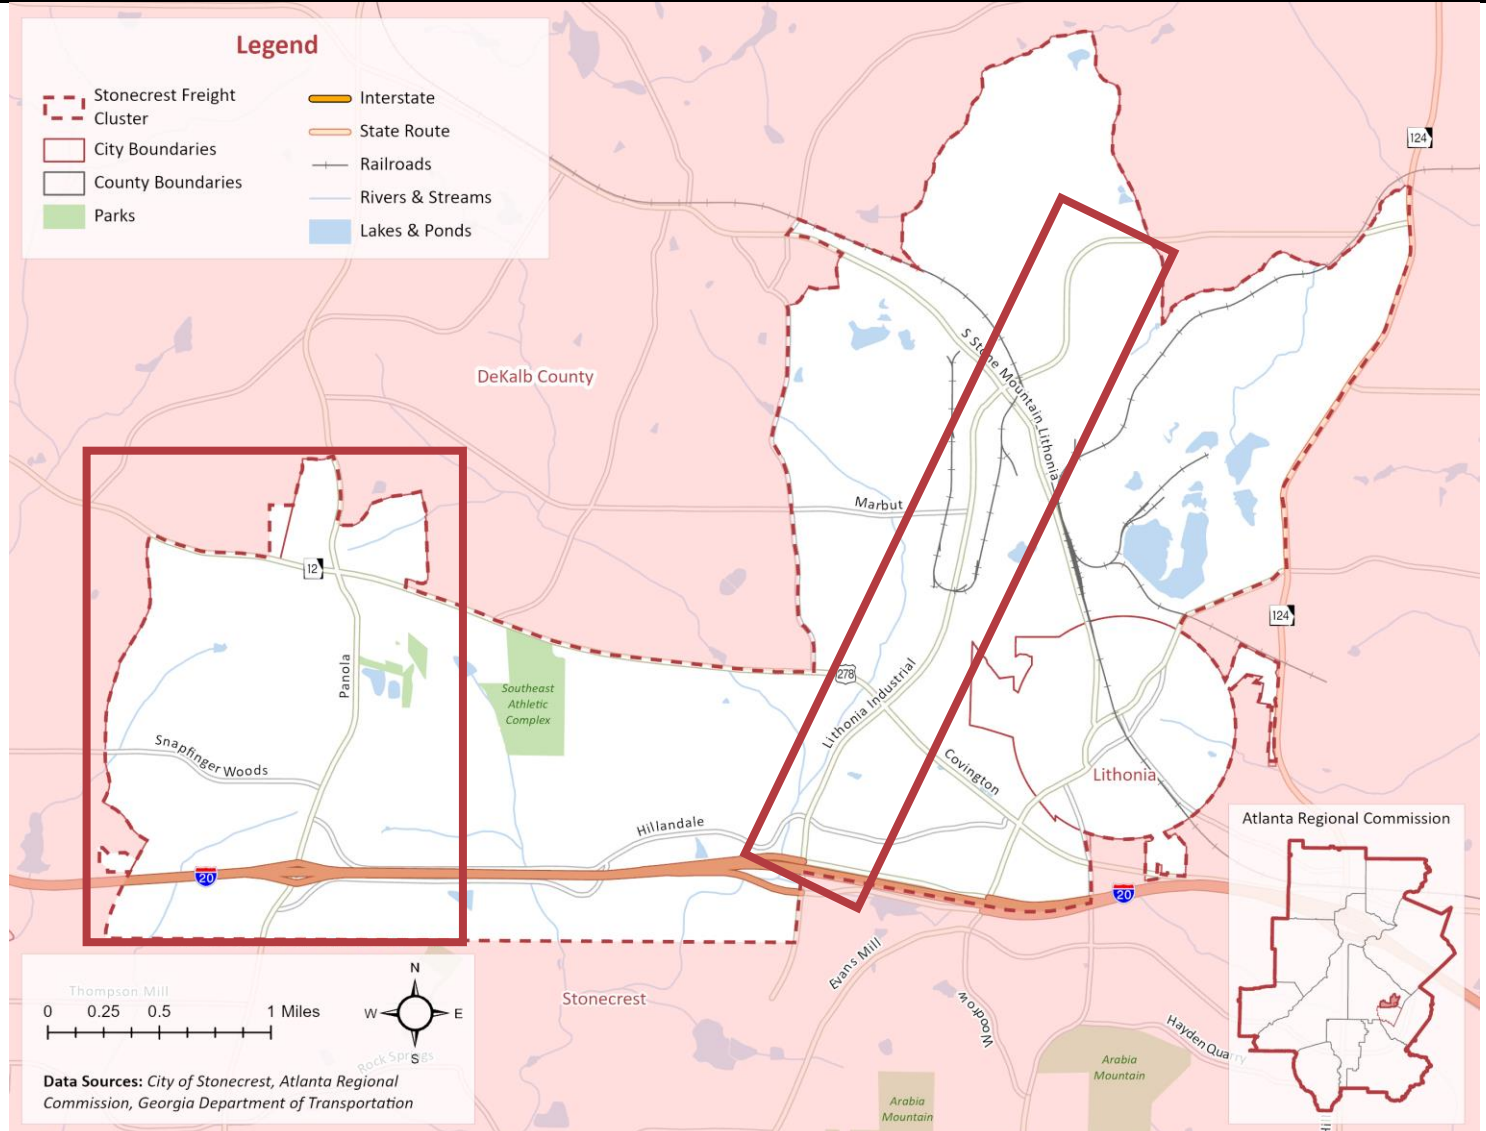 Legend
Stonecrest Freight
Cluster
City Boundaries
County Boundaries
Parks
Interstate
State Route
Railroads
Rivers & Streams
Lakes & Ponds
124
DeKalb County
S Stone Mountain Lithonia
Marbut
12
124
Panola
278
Southeast
Athletic
Complex
Lithonia Industrial
Snapfinger Woods
Covington
Lithonia
Hillandale
20
20
Evans Mill
Woodrow
Stonecrest
Hayden Quarry
Arabia
Mountain
Arabia
Mountain
Thompson Mill
Rock Springs
0 0.25 0.5 1 Miles
N
W E
S
Data Sources: City of Stonecrest, Atlanta Regional
Commission, Georgia Department of Transportation
Atlanta Regional Commission